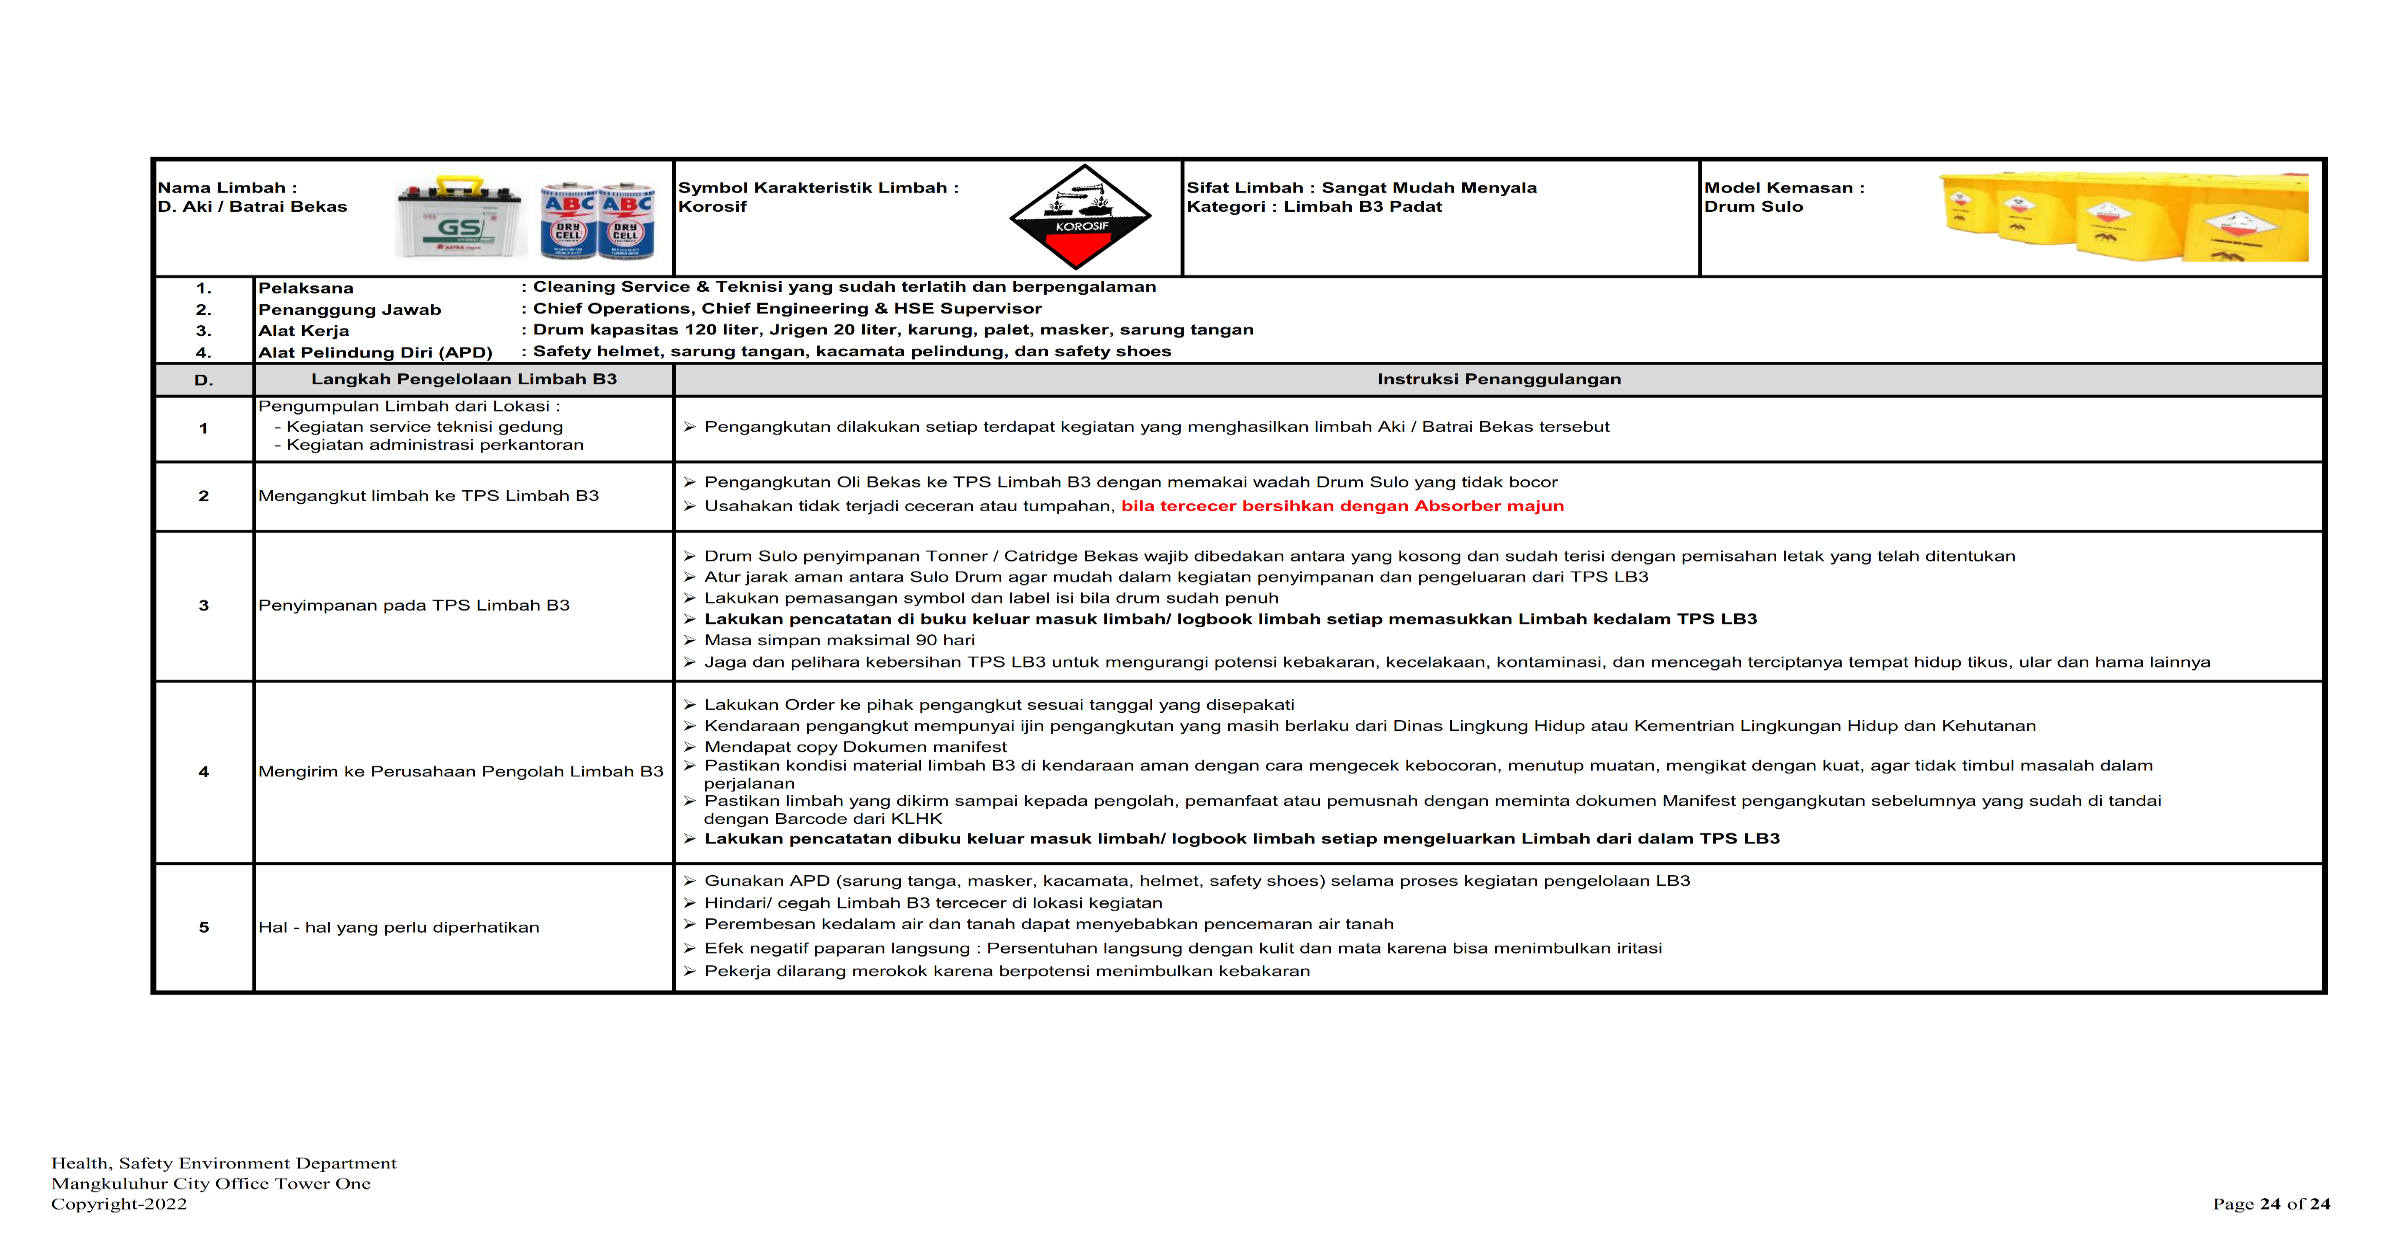 Nama Limbah :
D. Aki / Batrai Bekas
GS
ASTRA
ABC ABC
DRY CELL DRY CELL
Symbol Karakteristik Limbah :
Korosif
KOROSIF
Sifat Limbah : Sangat Mudah Menyala
Kategori : Limbah B3 Padat
Model Kemasan :
Drum Sulo
1. Pelaksana : Cleaning Service & Teknisi yang sudah terlatih dan berpengalaman
2. Penanggung Jawab : Chief Operations, Chief Engineering & HSE Supervisor
3. Alat Kerja : Drum kapasitas 120 liter, Jrigen 20 liter, karung, palet, masker, sarung tangan
4. Alat Pelindung Diri (APD) : Safety helmet, sarung tangan, kacamata pelindung, dan safety shoes
D. Langkah Pengelolaan Limbah B3 Instruksi Penanggulangan
1
Pengumpulan Limbah dari Lokasi :
- Kegiatan service teknisi gedung
- Kegiatan administrasi perkantoran
➢ Pengangkutan dilakukan setiap terdapat kegiatan yang menghasilkan limbah Aki / Batrai Bekas tersebut
2 Mengangkut limbah ke TPS Limbah B3
➢ Pengangkutan Oli Bekas ke TPS Limbah B3 dengan memakai wadah Drum Sulo yang tidak bocor
➢ Usahakan tidak terjadi ceceran atau tumpahan, bila tercecer bersihkan dengan Absorber majun
3 Penyimpanan pada TPS Limbah B3
➢ Drum Sulo penyimpanan Tonner / Catridge Bekas wajib dibedakan antara yang kosong dan sudah terisi dengan pemisahan letak yang telah ditentukan
➢ Atur jarak aman antara Sulo Drum agar mudah dalam kegiatan penyimpanan dan pengeluaran dari TPS LB3
➢ Lakukan pemasangan symbol dan label isi bila drum sudah penuh
➢ Lakukan pencatatan di buku keluar masuk limbah/ logbook limbah setiap memasukkan Limbah kedalam TPS LB3
➢ Masa simpan maksimal 90 hari
➢ Jaga dan pelihara kebersihan TPS LB3 untuk mengurangi potensi kebakaran, kecelakaan, kontaminasi, dan mencegah terciptanya tempat hidup tikus, ular dan hama lainnya
4 Mengirim ke Perusahaan Pengolah Limbah B3
➢ Lakukan Order ke pihak pengangkut sesuai tanggal yang disepakati
➢ Kendaraan pengangkut mempunyai ijin pengangkutan yang masih berlaku dari Dinas Lingkung Hidup atau Kementrian Lingkungan Hidup dan Kehutanan
➢ Mendapat copy Dokumen manifest
➢ Pastikan kondisi material limbah B3 di kendaraan aman dengan cara mengecek kebocoran, menutup muatan, mengikat dengan kuat, agar tidak timbul masalah dalam
perjalanan
➢ Pastikan limbah yang dikirm sampai kepada pengolah, pemanfaat atau pemusnah dengan meminta dokumen Manifest pengangkutan sebelumnya yang sudah di tandai
dengan Barcode dari KLHK
➢ Lakukan pencatatan dibuku keluar masuk limbah/ logbook limbah setiap mengeluarkan Limbah dari dalam TPS LB3
5 Hal - hal yang perlu diperhatikan
➢ Gunakan APD (sarung tanga, masker, kacamata, helmet, safety shoes) selama proses kegiatan pengelolaan LB3
➢ Hindari/ cegah Limbah B3 tercecer di lokasi kegiatan
➢ Perembesan kedalam air dan tanah dapat menyebabkan pencemaran air tanah
➢ Efek negatif paparan langsung : Persentuhan langsung dengan kulit dan mata karena bisa menimbulkan iritasi
➢ Pekerja dilarang merokok karena berpotensi menimbulkan kebakaran
Health, Safety Environment Department
Mangkuluhur City Office Tower One
Copyright-2022
Page 24 of 24